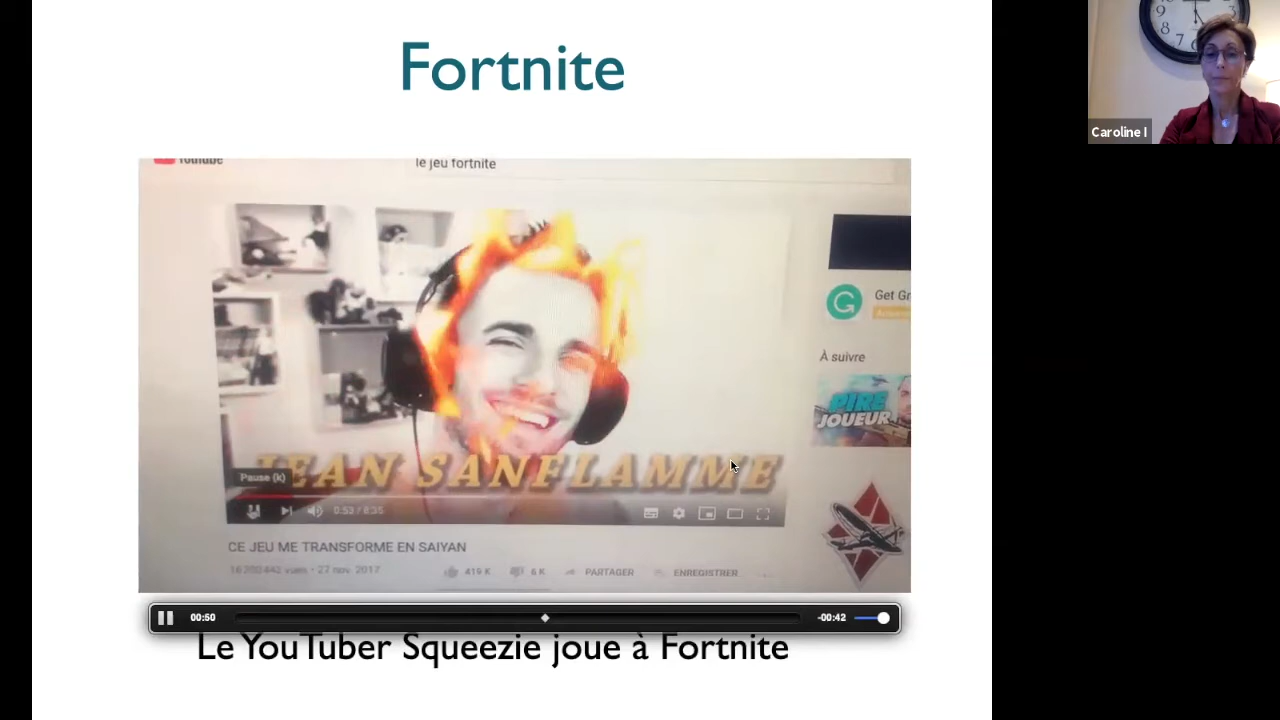 Fortnite
YouTube
le jeu fortnite
Get Gr
À suivre
PIRE
JOUEUR
JEAN SANFLAMME
Pause (k)
0:53 / 8:35
CE JEU ME TRANSFORME EN SAIYAN
27 nov. 2017
419 K
6 K
PARTAGER
ENREGISTRER
00:50
-00:42
Le YouTuber Squeezie joue à Fortnite
Caroline I